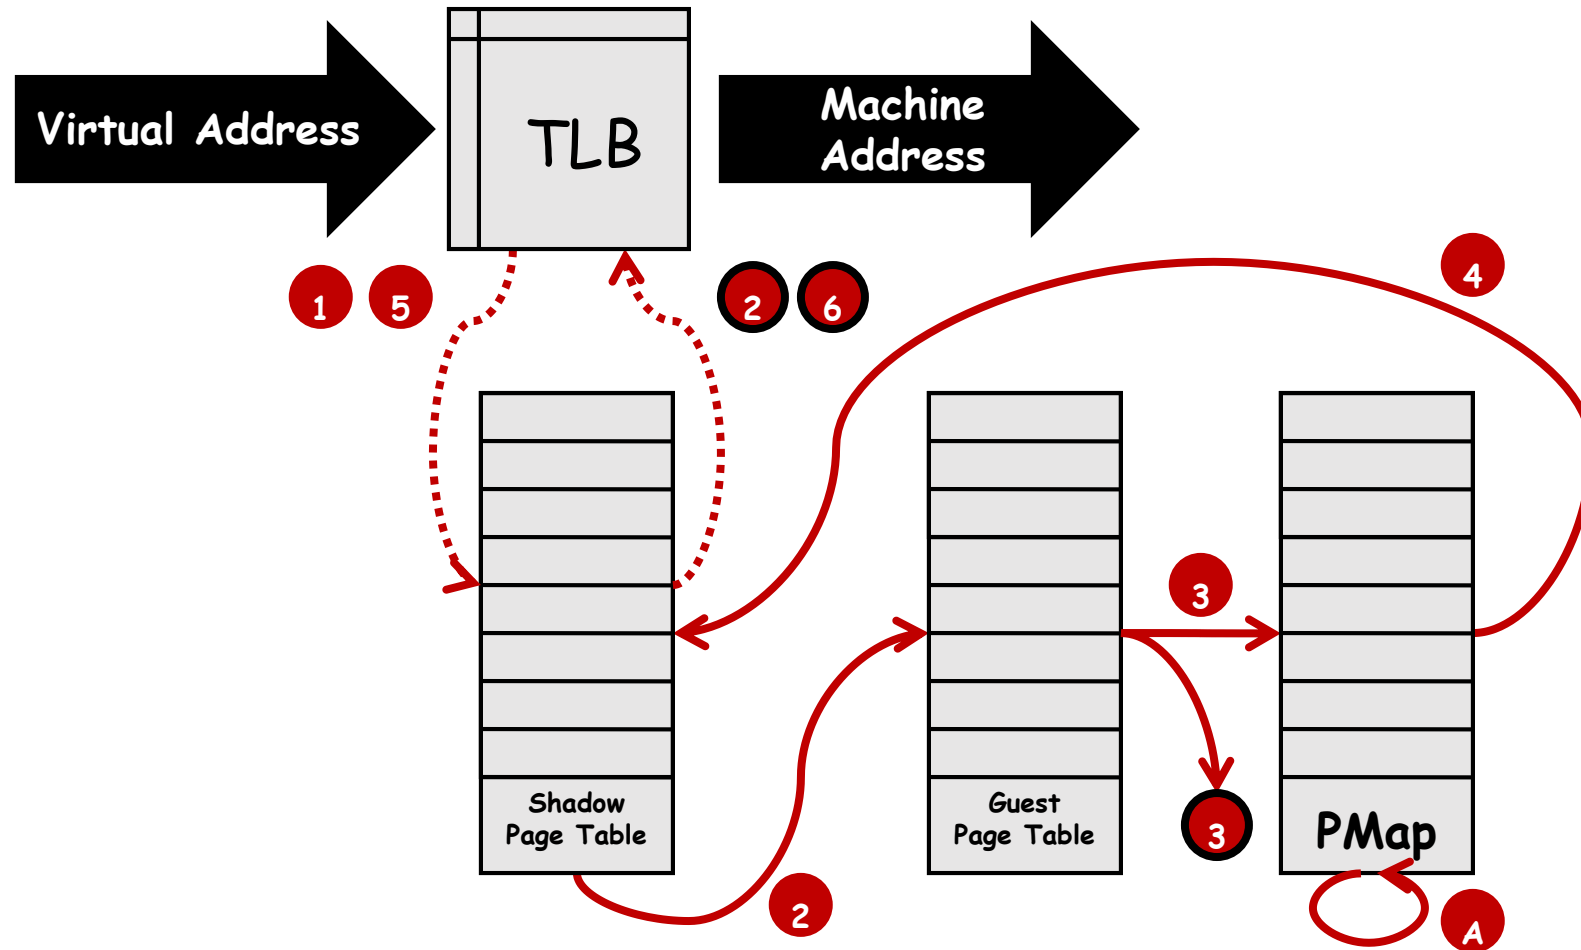 Virtual Address
TLB
Machine
Address
1
5
2
6
4
3
Shadow
Page Table
Guest
Page Table
3
PMap
2
A